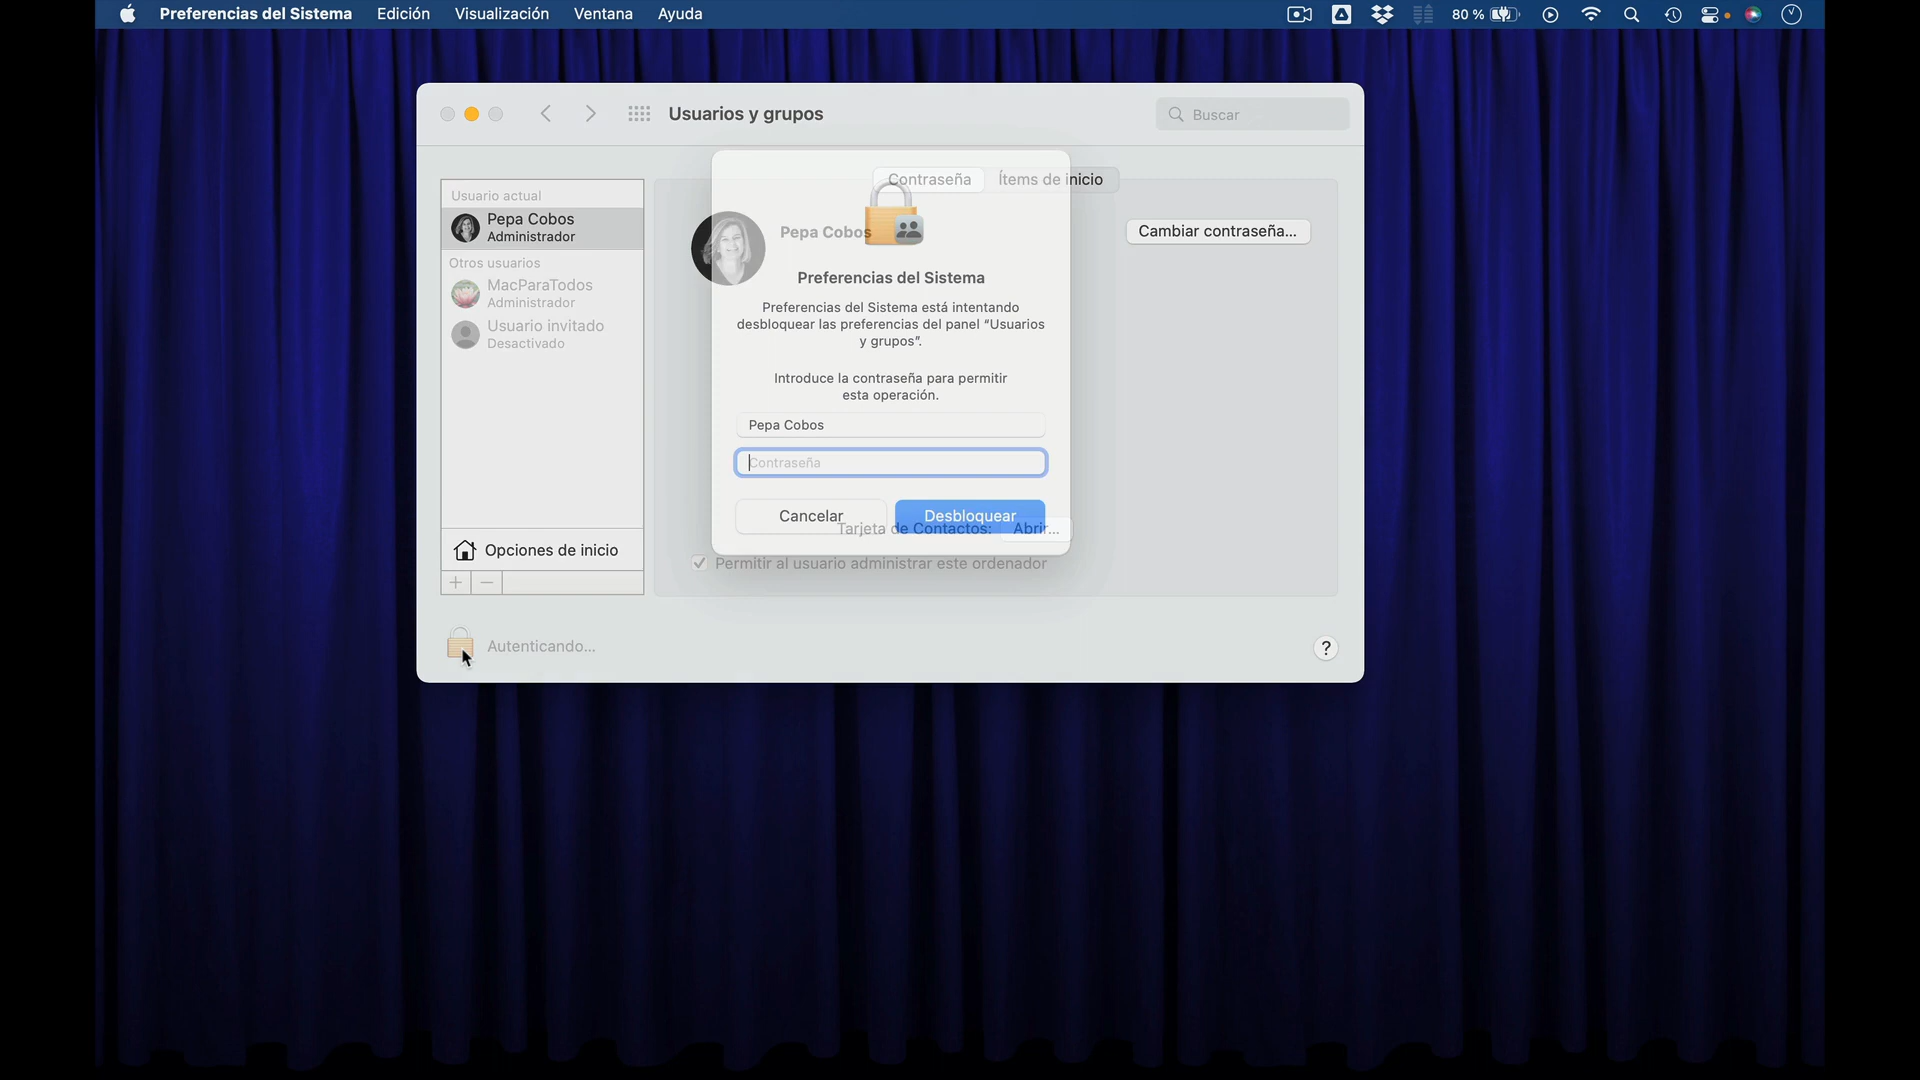 Preferencias del Sistema Edición Visualización Ventana Ayuda 80 %
Usuarios y grupos
Buscar
Usuario actual
Pepa Cobos
Administrador
Otros usuarios
MacParaTodos
Administrador
Usuario invitado
Desactivado
Opciones de inicio
+ −
Autenticando...
Contraseña Ítems de inicio
Pepa Cobos
Cambiar contraseña...
Preferencias del Sistema
Preferencias del Sistema está intentando
desbloquear las preferencias del panel “Usuarios
y grupos”.
Introduce la contraseña para permitir
esta operación.
Pepa Cobos
Contraseña
Cancelar Desbloquear
Tarjeta de Contactos: Abrir...
Permitir al usuario administrar este ordenador
?